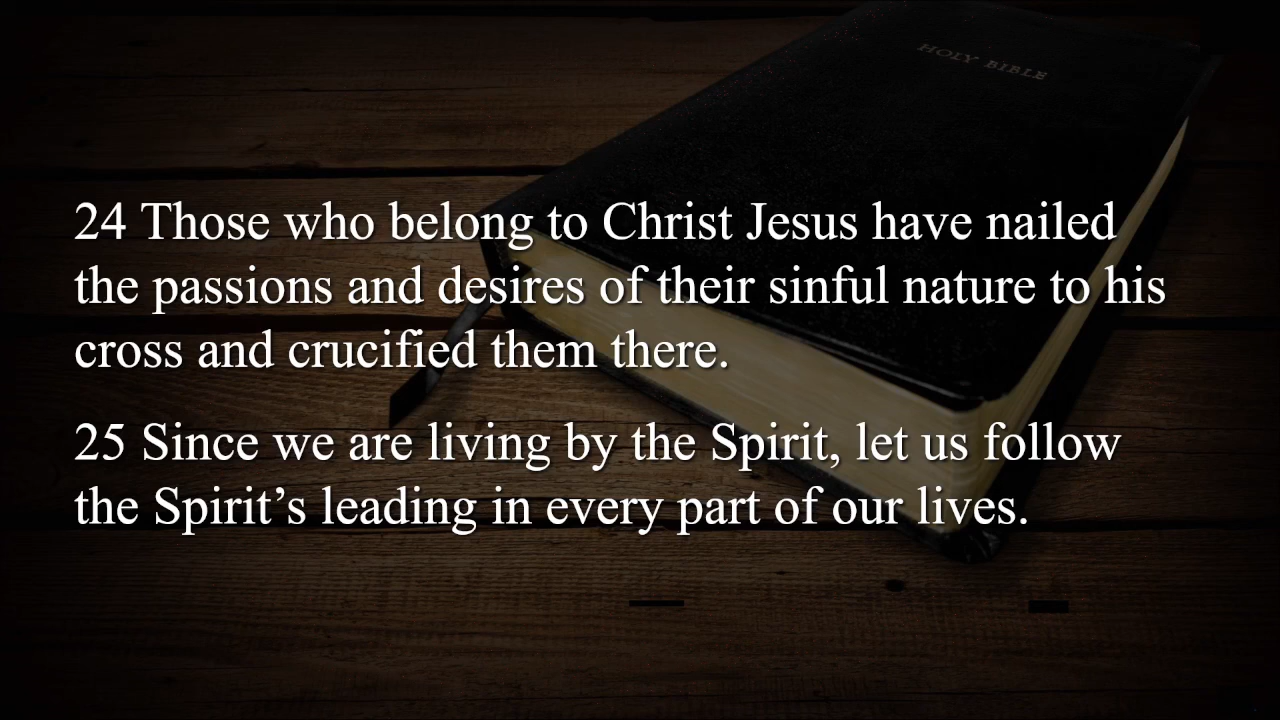 HOLY BIBLE
24 Those who belong to Christ Jesus have nailed
the passions and desires of their sinful nature to his
cross and crucified them there.
25 Since we are living by the Spirit, let us follow
the Spirit’s leading in every part of our lives.